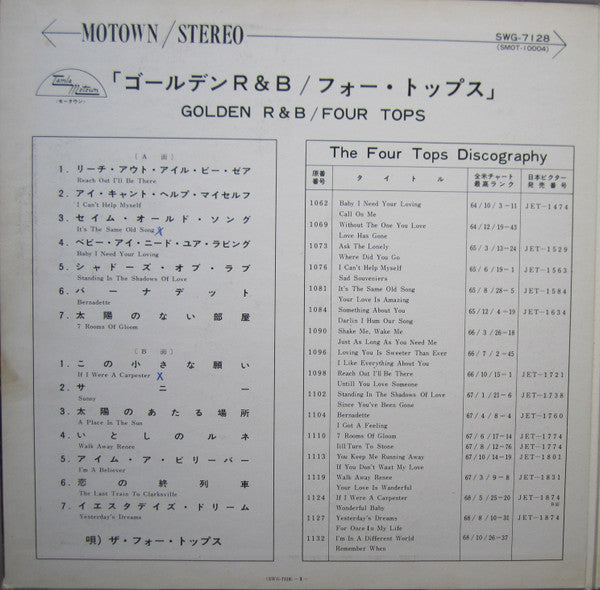 MOTOWN/STEREO
SWG-7128
(SMOT-10004)
Tamla Motown
(モータウン)
「ゴールデンR&B/フォー・トップス」
GOLDEN R&B/FOUR TOPS
〔A面〕
1. リーチ・アウト・アイル・ビー・ゼア
Reach Out I'll Be There
2. アイ・キャント・ヘルプ・マイセルフ
I Can't Help Myself
3. セイム・オールド・ソング
It's The Same Old Song
4. ベビー・アイ・ニード・ユア・ラビング
Baby I Need Your Loving
5. シャドーズ・オブ・ラブ
Standing In The Shadows Of Love
6. バーナデット
Bernadette
7. 太陽のない部屋
7 Rooms Of Gloom
〔B面〕
1. この小さな願い
If I Were A Carpenter
2. サニー
Sunny
3. 太陽のあたる場所
A Place In The Sun
4. いとしのルネ
Walk Away Renee
5. アイム・ア・ビリーバー
I'm A Believer
6. 恋の終列車
The Last Train To Clarksville
7. イエスタデイズ・ドリーム
Yesterday's Dreams
唄) ザ・フォー・トップス
The Four Tops Discography
原番番号 タイトル 全米チャート最高ランク 日本ビクター発売番号
1062 Baby I Need Your Loving 64/10/3-11 JET-1474
Call On Me
1069 Without The One You Love 64/12/19-43
Love Has Gone
1073 Ask The Lonely 65/3/13-24 JET-1529
Where Did You Go
1076 I Can't Help Myself 65/6/19-1 JET-1563
Sad Souveniers
1081 It's The Same Old Song 65/8/28-5 JET-1584
Your Love Is Amazing
1084 Something About You 65/12/4-19 JET-1634
Darlin I Hum Our Song
1090 Shake Me, Wake Me 66/3/26-18
Just As Long As You Need Me
1096 Loving You Is Sweeter Than Ever 66/7/2-45
I Like Everything About You
1098 Reach Out I'll Be There 66/10/15-1 JET-1721
Untill You Love Someone
1102 Standing In The Shadows Of Love 67/1/21-6 JET-1738
Since You've Been Gone
1104 Bernadette 67/4/8-4 JET-1760
I Got A Feeling
1110 7 Rooms Of Gloom 67/6/17-14 JET-1774
I'll Turn To Stone 67/8/12-76 JET-1774
1113 You Keep Me Running Away 67/10/14-19 JET-1801
If You Don't Waat My Love
1119 Walk Away Renee 67/3/9-8 JET-1831
Your Love Is Wonderful
1124 If I Were A Carpenter 68/5/25-20 JET-1874
Wonderful Baby
1127 Yesterday's Dreams 68/8/10-31 JET-1874
For Once In My Life
1132 I'm In A Different World 68/10/26-37
Remember When
(SWG-7128.-3-)